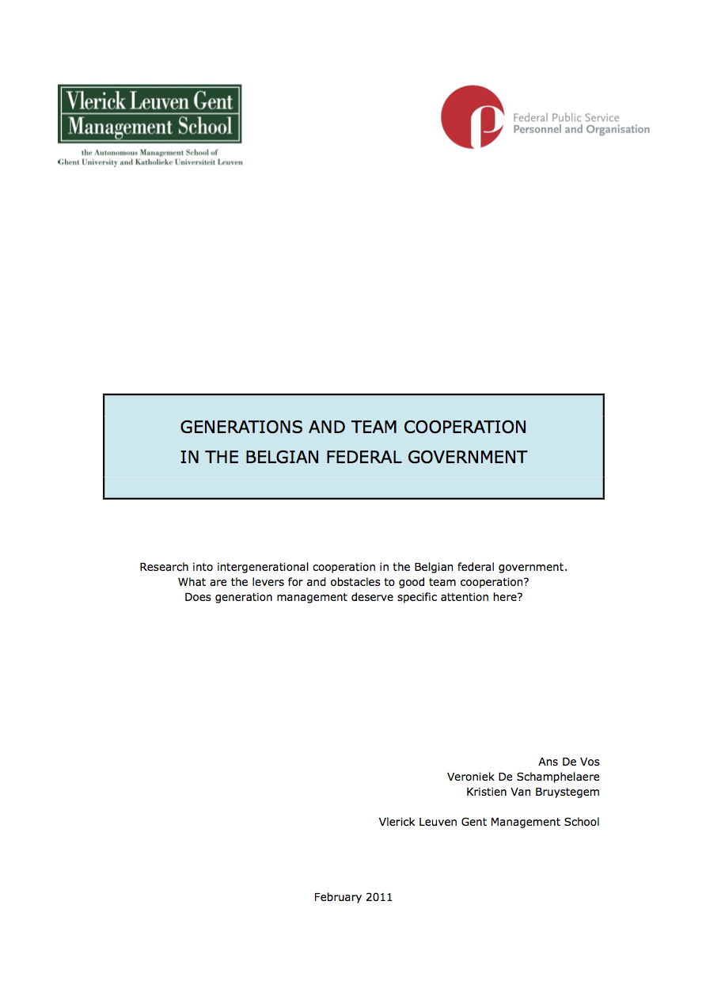 Vlerick Leuven Gent
Management School
the Autonomous Management School of
Ghent University and Katholieke Universiteit Leuven
Federal Public Service
Personnel and Organisation
GENERATIONS AND TEAM COOPERATION
IN THE BELGIAN FEDERAL GOVERNMENT
Research into intergenerational cooperation in the Belgian federal government.
What are the levers for and obstacles to good team cooperation?
Does generation management deserve specific attention here?
Ans De Vos
Veroniek De Schamphelaere
Kristien Van Bruystegem
Vlerick Leuven Gent Management School
February 2011